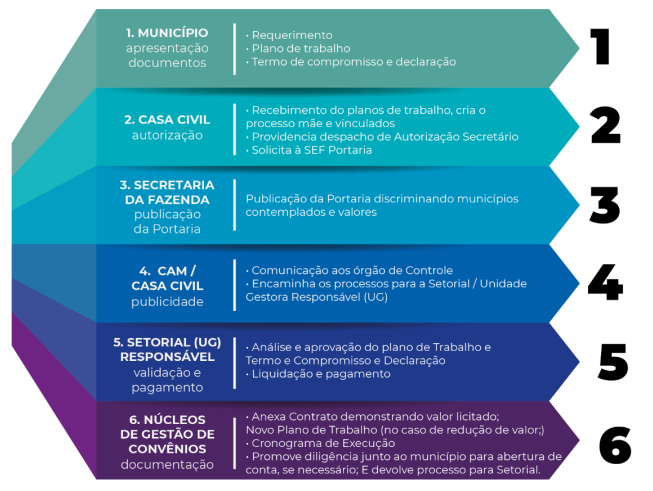 1. MUNICÍPIO
apresentação
documentos
• Requerimento
• Plano de trabalho
• Termo de compromisso e declaração
1
2. CASA CIVIL
autorização
• Recebimento do planos de trabalho, cria o
processo mãe e vinculados
• Providencia despacho de Autorização Secretário
• Solicita à SEF Portaria
2
3. SECRETARIA
DA FAZENDA
publicação
da Portaria
Publicação da Portaria discriminando municípios
contemplados e valores
3
4. CAM /
CASA CIVIL
publicidade
• Comunicação aos órgão de Controle
• Encaminha os processos para a Setorial / Unidade
Gestora Responsável (UG)
4
5. SETORIAL (UG)
RESPONSÁVEL
validação e
pagamento
• Análise e aprovação do plano de Trabalho e
Termo e Compromisso e Declaração
• Liquidação e pagamento
5
6. NÚCLEOS
DE GESTÃO DE
CONVÊNIOS
documentação
• Anexa Contrato demonstrando valor licitado;
Novo Plano de Trabalho (no caso de redução de valor;)
• Cronograma de Execução
• Promove diligência junto ao município para abertura de
conta, se necessário; E devolve processo para Setorial.
6